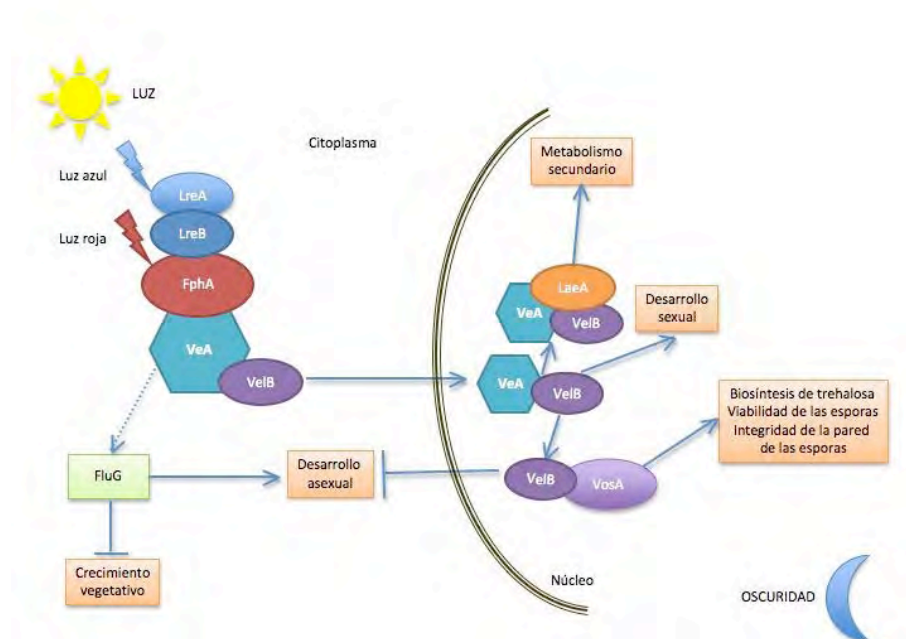 LUZ
Citoplasma
Luz azul
LreA
Luz roja
LreB
FphA
VeA
VelB
FluG
Desarrollo
asexual
Crecimiento
vegetativo
Metabolismo
secundario
LaeA
VeA
VelB
Desarrollo
sexual
VeA
VelB
Biosíntesis de trehalosa
Viabilidad de las esporas
Integridad de la pared
de las esporas
VelB
VosA
Núcleo
OSCURIDAD